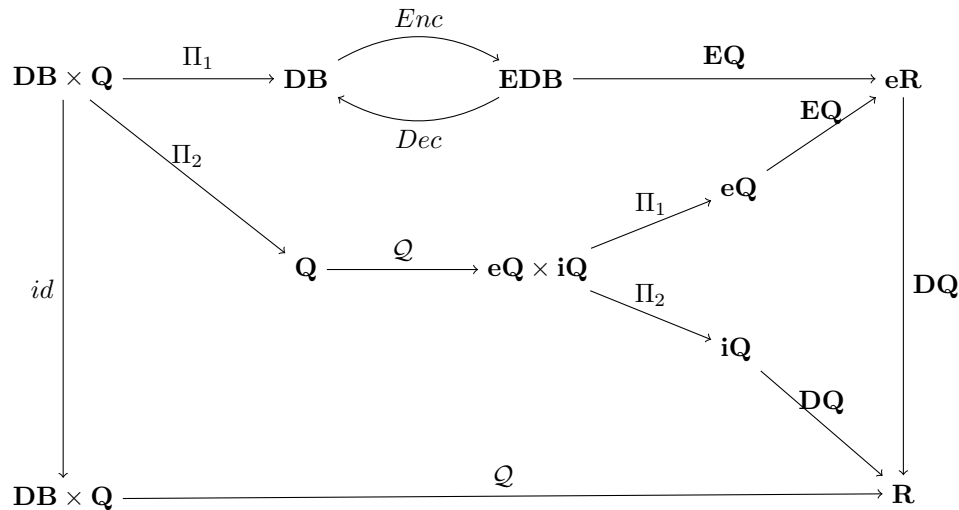 Enc
DB × Q Π₁ DB EDB EQ eR
Dec
EQ
Π₂
eQ
Π₁
Q 𝒬 eQ × iQ
id Π₂ DQ
iQ
DQ
𝒬
DB × Q R